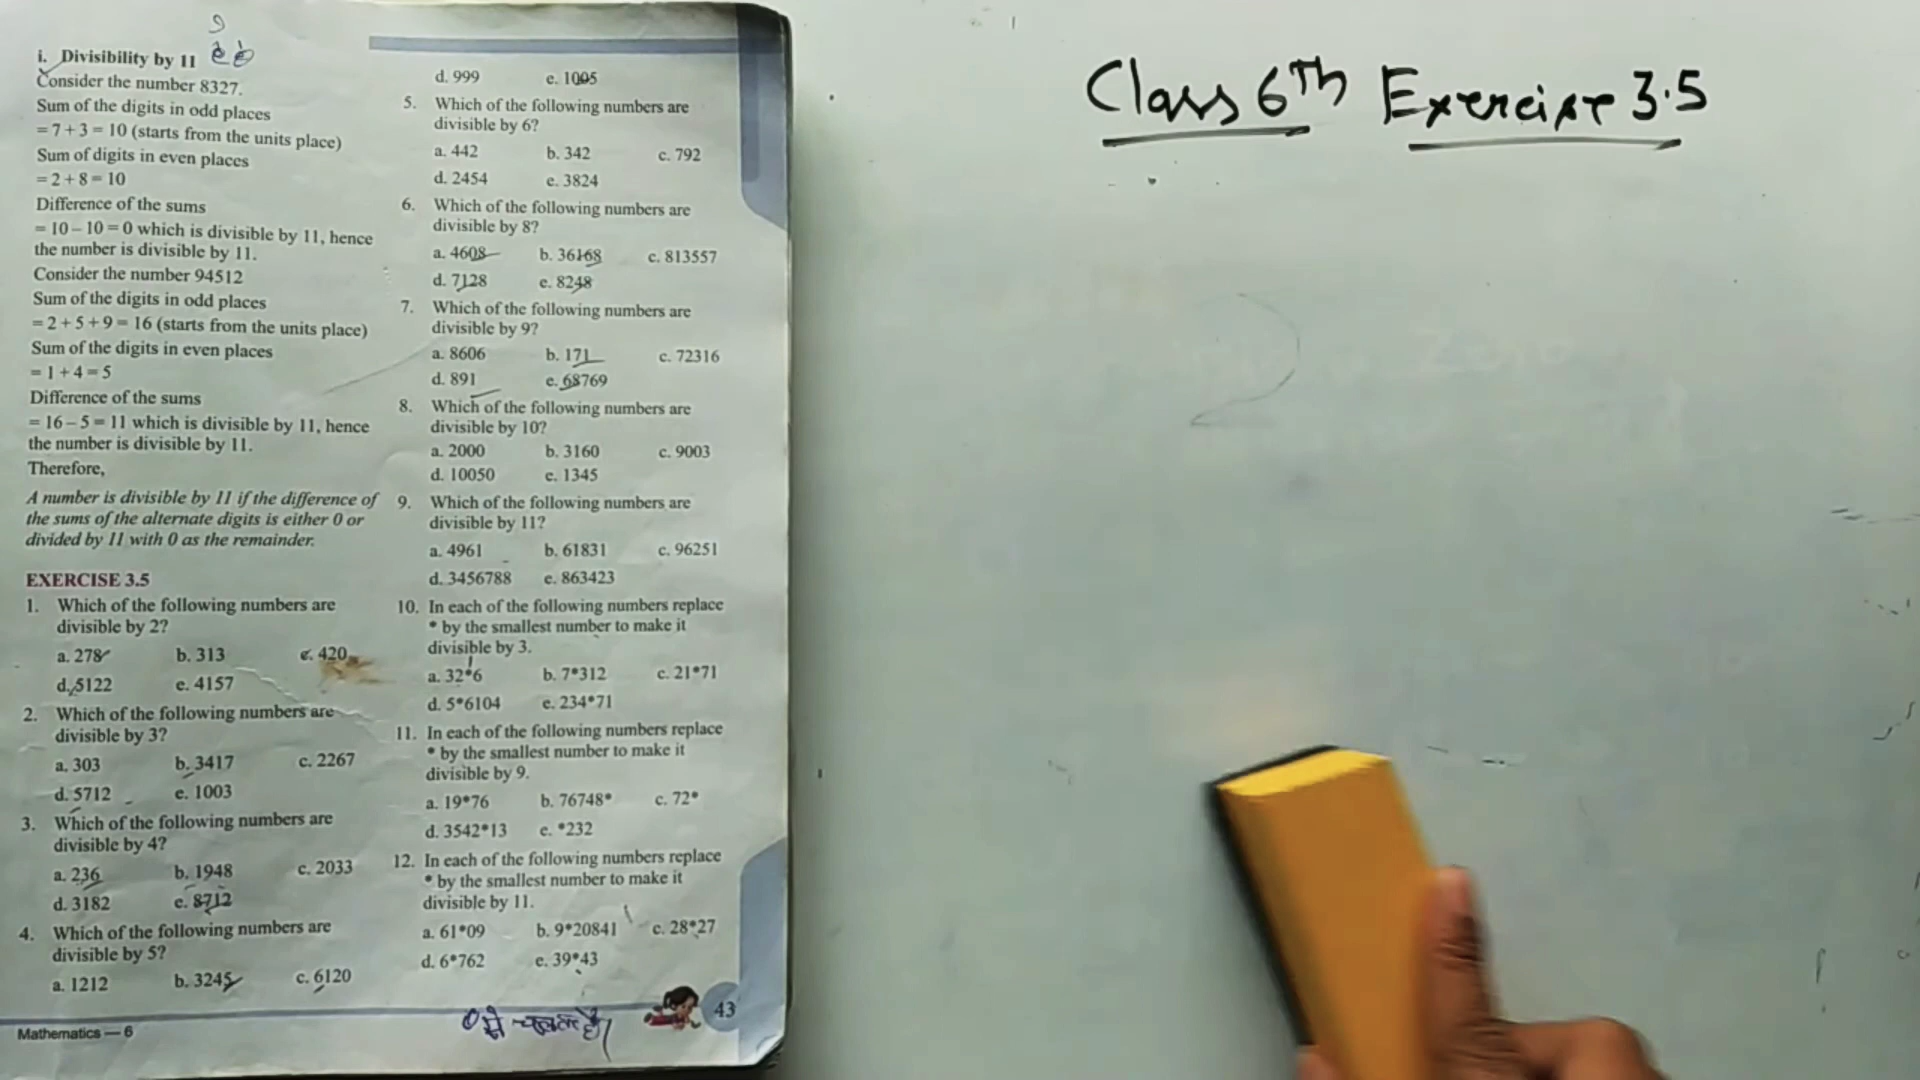 i. Divisibility by 11
Consider the number 8327.
Sum of the digits in odd places
= 7 + 3 = 10 (starts from the units place)
Sum of digits in even places
= 2 + 8 = 10
Difference of the sums
= 10 – 10 = 0 which is divisible by 11, hence
the number is divisible by 11.
Consider the number 94512
Sum of the digits in odd places
= 2 + 5 + 9 = 16 (starts from the units place)
Sum of the digits in even places
= 1 + 4 = 5
Difference of the sums
= 16 – 5 = 11 which is divisible by 11, hence
the number is divisible by 11.
Therefore,
A number is divisible by 11 if the difference of
the sums of the alternate digits is either 0 or
divided by 11 with 0 as the remainder.
EXERCISE 3.5
1. Which of the following numbers are
divisible by 2?
a. 278 b. 313 c. 420
d. 5122 e. 4157
2. Which of the following numbers are
divisible by 3?
a. 303 b. 3417 c. 2267
d. 5712 e. 1003
3. Which of the following numbers are
divisible by 4?
a. 236 b. 1948 c. 2033
d. 3182 e. 8712
4. Which of the following numbers are
divisible by 5?
a. 1212 b. 3245 c. 6120
Mathematics — 6
d. 999 e. 1005
5. Which of the following numbers are
divisible by 6?
a. 442 b. 342 c. 792
d. 2454 e. 3824
6. Which of the following numbers are
divisible by 8?
a. 4608 b. 36168 c. 813557
d. 7128 e. 8248
7. Which of the following numbers are
divisible by 9?
a. 8606 b. 171 c. 72316
d. 891 e. 68769
8. Which of the following numbers are
divisible by 10?
a. 2000 b. 3160 c. 9003
d. 10050 e. 1345
9. Which of the following numbers are
divisible by 11?
a. 4961 b. 61831 c. 96251
d. 3456788 e. 863423
10. In each of the following numbers replace
* by the smallest number to make it
divisible by 3.
a. 32*6 b. 7*312 c. 21*71
d. 5*6104 e. 234*71
11. In each of the following numbers replace
* by the smallest number to make it
divisible by 9.
a. 19*76 b. 76748* c. 72*
d. 3542*13 e. *232
12. In each of the following numbers replace
* by the smallest number to make it
divisible by 11.
a. 61*09 b. 9*20841 c. 28*27
d. 6*762 e. 39*43
43
Class 6Th Exercise 3.5